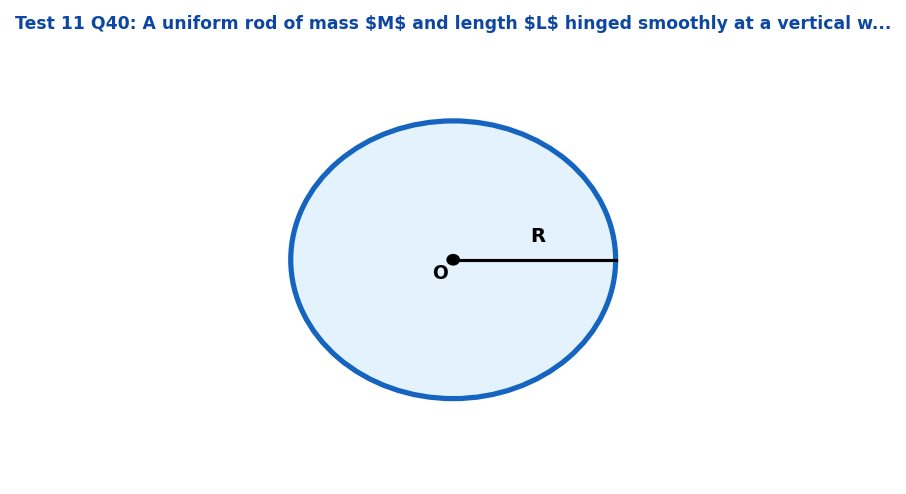 Test 11 Q40: A uniform rod of mass $M$ and length $L$ hinged smoothly at a vertical w...
R
O